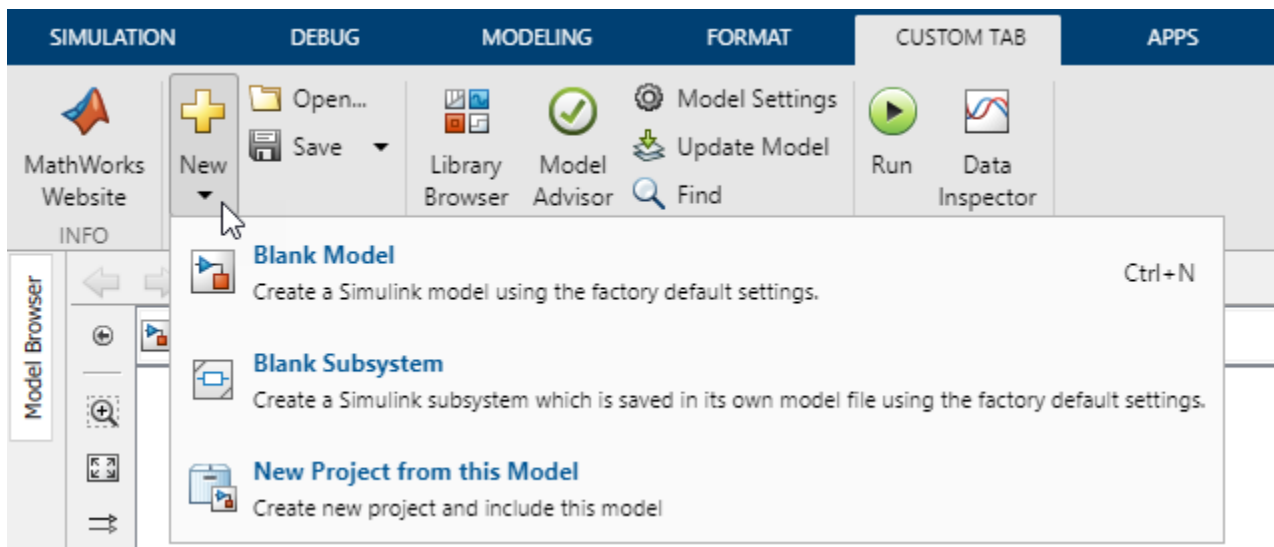 SIMULATION DEBUG MODELING FORMAT CUSTOM TAB APPS
MathWorks
Website
INFO
New
Open...
Save
Library
Browser
Model
Advisor
Model Settings
Update Model
Find
Run
Data
Inspector
Model Browser
Blank Model
Ctrl+N
Create a Simulink model using the factory default settings.
Blank Subsystem
Create a Simulink subsystem which is saved in its own model file using the factory default settings.
New Project from this Model
Create new project and include this model